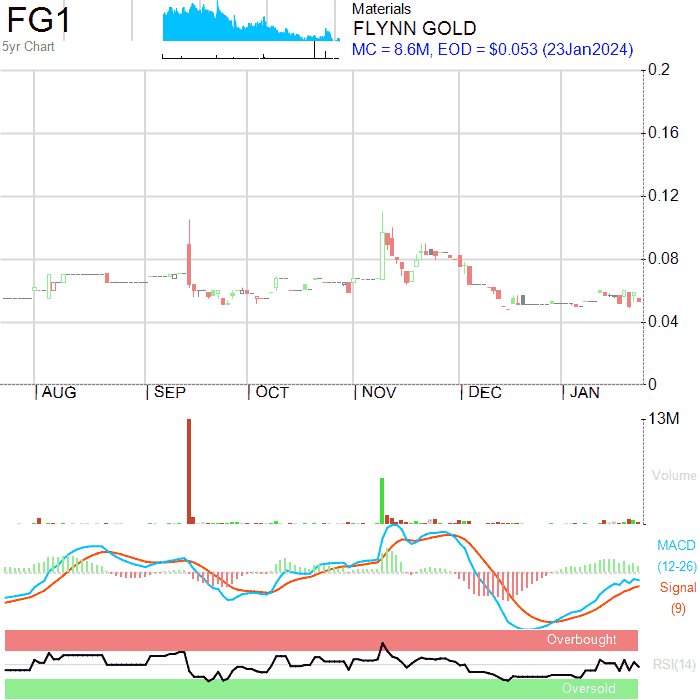 FG1
5yr Chart
Materials
FLYNN GOLD
MC = 8.6M, EOD = $0.053 (23Jan2024)
0.2
0.16
0.12
0.08
0.04
0
AUG SEP OCT NOV DEC JAN
13M
Volume
MACD
(12-26)
Signal
(9)
Overbought
RSI(14)
Oversold